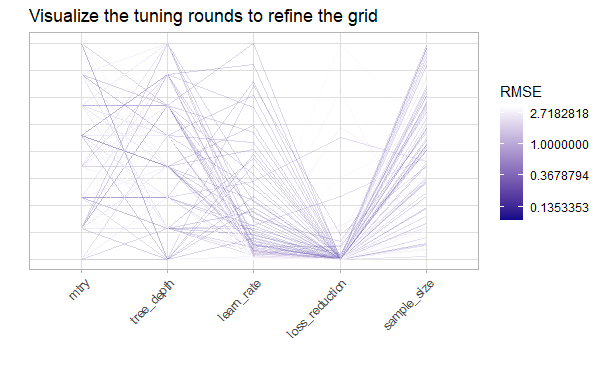 Visualize the tuning rounds to refine the grid
RMSE
2.7182818
1.0000000
0.3678794
0.1353353
mtry
tree_depth
learn_rate
loss_reduction
sample_size